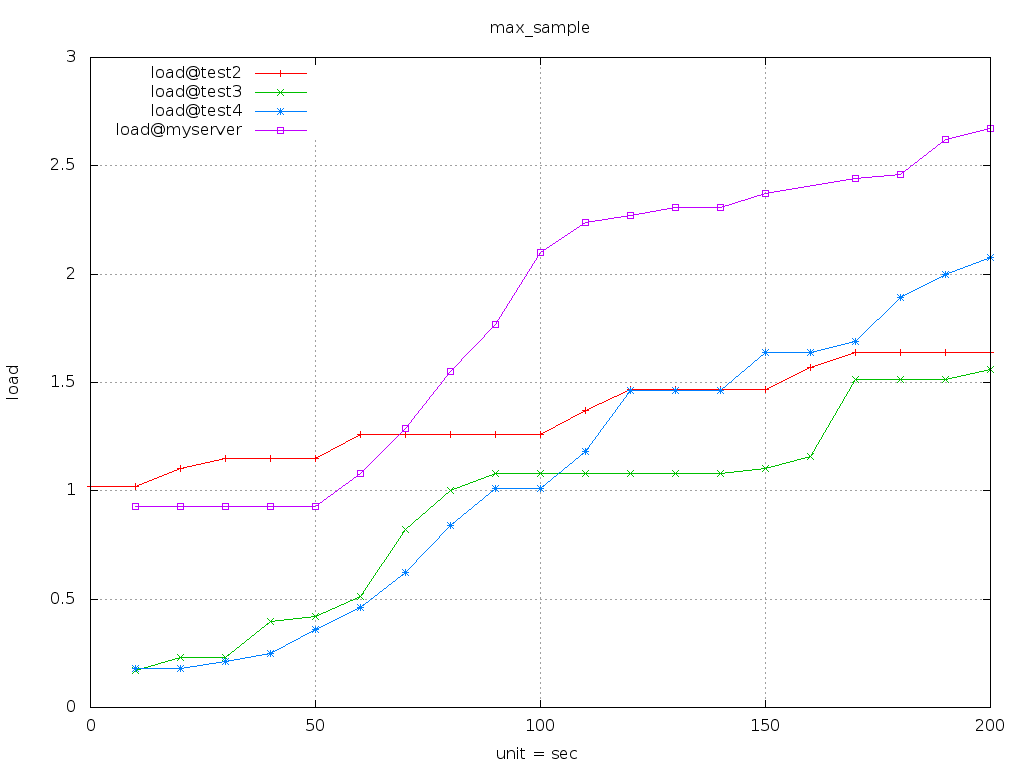 max_sample
load@test2
load@test3
load@test4
load@myserver
3
2.5
2
1.5
1
0.5
0
load
0 50 100 150 200
unit = sec